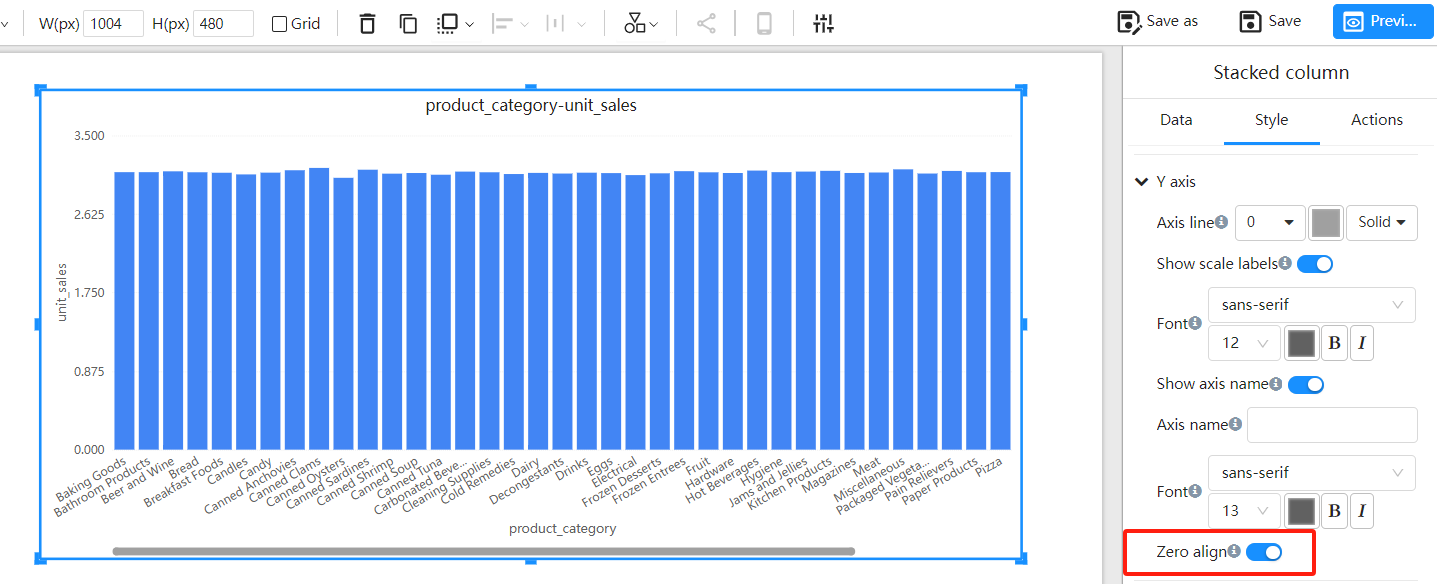 W(px) 1004 H(px) 480 Grid Save as Save Previ...
Stacked column
Data Style Actions
Y axis
Axis line 0 Solid
Show scale labels
Font sans-serif
12 B I
Show axis name
Axis name
Font sans-serif
13 B I
Zero align
product_category-unit_sales
3.500
2.625
1.750
0.875
0.000
unit_sales
Baking Goods
Bathroom Products
Beer and Wine
Bread
Breakfast Foods
Candles
Candy
Canned Anchovies
Canned Clams
Canned Oysters
Canned Sardines
Canned Shrimp
Canned Soup
Canned Tuna
Carbonated Beve...
Cleaning Supplies
Cold Remedies
Dairy
Decongestants
Drinks
Eggs
Electrical
Frozen Desserts
Frozen Entrees
Fruit
Hardware
Hot Beverages
Hygiene
Jams and Jellies
Kitchen Products
Magazines
Meat
Miscellaneous
Packaged Vegeta...
Pain Relievers
Paper Products
Pizza
product_category